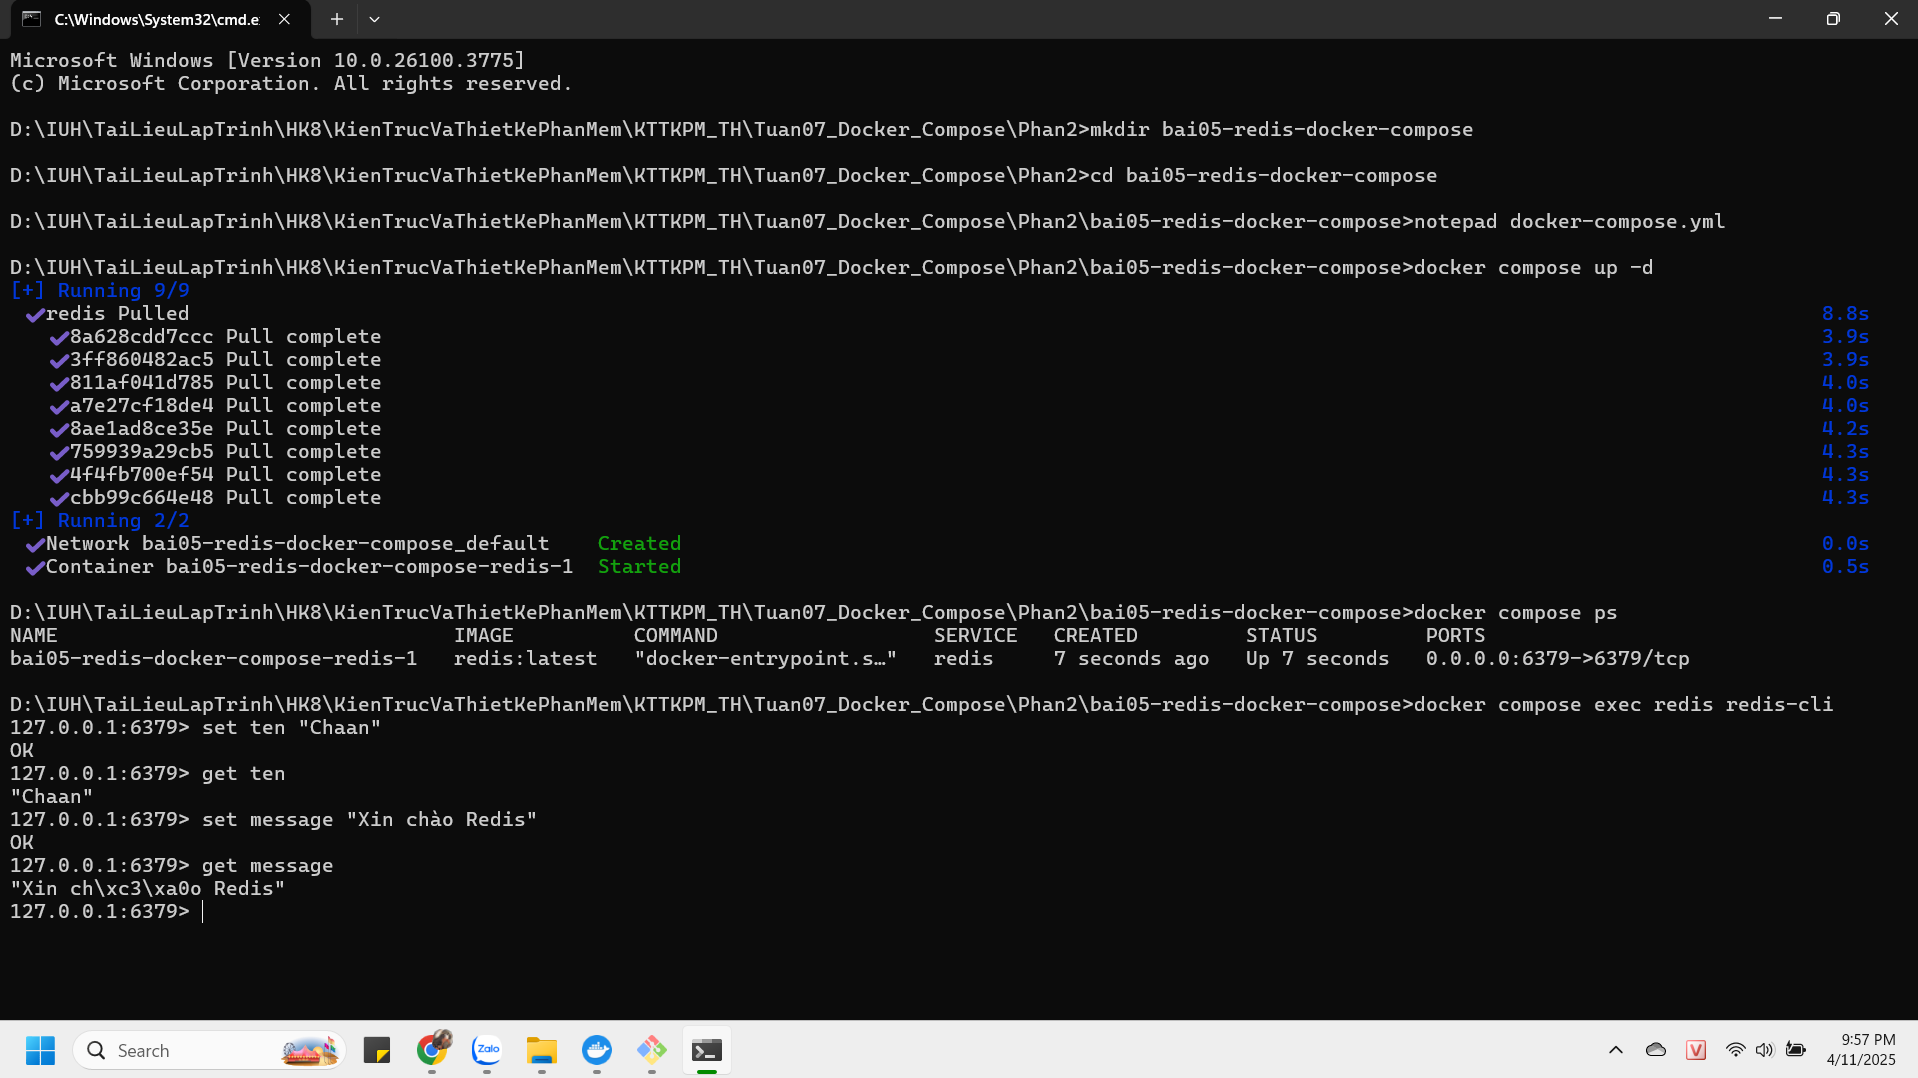 C:\Windows\System32\cmd.e
Microsoft Windows [Version 10.0.26100.3775]
(c) Microsoft Corporation. All rights reserved.
D:\IUH\TaiLieuLapTrinh\HK8\KienTrucVaThietKePhanMem\KTTKPM_TH\Tuan07_Docker_Compose\Phan2>mkdir bai05-redis-docker-compose
D:\IUH\TaiLieuLapTrinh\HK8\KienTrucVaThietKePhanMem\KTTKPM_TH\Tuan07_Docker_Compose\Phan2>cd bai05-redis-docker-compose
D:\IUH\TaiLieuLapTrinh\HK8\KienTrucVaThietKePhanMem\KTTKPM_TH\Tuan07_Docker_Compose\Phan2\bai05-redis-docker-compose>notepad docker-compose.yml
D:\IUH\TaiLieuLapTrinh\HK8\KienTrucVaThietKePhanMem\KTTKPM_TH\Tuan07_Docker_Compose\Phan2\bai05-redis-docker-compose>docker compose up -d
[+] Running 9/9
✔redis Pulled 8.8s
✔8a628cdd7ccc Pull complete 3.9s
✔3ff860482ac5 Pull complete 3.9s
✔811af041d785 Pull complete 4.0s
✔a7e27cf18de4 Pull complete 4.0s
✔8ae1ad8ce35e Pull complete 4.2s
✔759939a29cb5 Pull complete 4.3s
✔4f4fb700ef54 Pull complete 4.3s
✔cbb99c664e48 Pull complete 4.3s
[+] Running 2/2
✔Network bai05-redis-docker-compose_default Created 0.0s
✔Container bai05-redis-docker-compose-redis-1 Started 0.5s
D:\IUH\TaiLieuLapTrinh\HK8\KienTrucVaThietKePhanMem\KTTKPM_TH\Tuan07_Docker_Compose\Phan2\bai05-redis-docker-compose>docker compose ps
NAME IMAGE COMMAND SERVICE CREATED STATUS PORTS
bai05-redis-docker-compose-redis-1 redis:latest "docker-entrypoint.s…" redis 7 seconds ago Up 7 seconds 0.0.0.0:6379->6379/tcp
D:\IUH\TaiLieuLapTrinh\HK8\KienTrucVaThietKePhanMem\KTTKPM_TH\Tuan07_Docker_Compose\Phan2\bai05-redis-docker-compose>docker compose exec redis redis-cli
127.0.0.1:6379> set ten "Chaan"
OK
127.0.0.1:6379> get ten
"Chaan"
127.0.0.1:6379> set message "Xin chào Redis"
OK
127.0.0.1:6379> get message
"Xin ch\xc3\xa0o Redis"
127.0.0.1:6379>
Search
Zalo
V
9:57 PM
4/11/2025